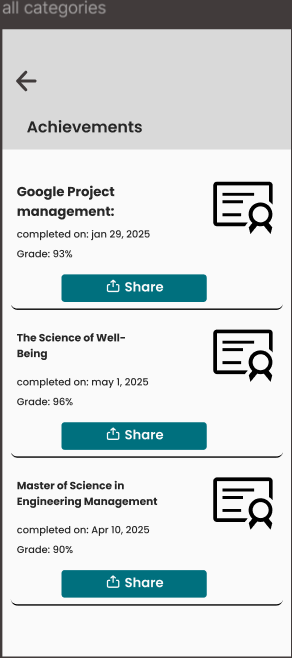 all categories
Achievements
Google Project
management:
completed on: jan 29, 2025
Grade: 93%
Share
The Science of Well-
Being
completed on: may 1, 2025
Grade: 96%
Share
Master of Science in
Engineering Management
completed on: Apr 10, 2025
Grade: 90%
Share